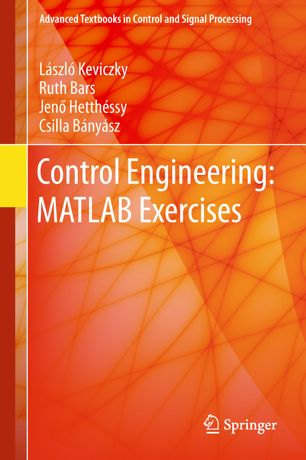 Advanced Textbooks in Control and Signal Processing
László Keviczky
Ruth Bars
Jenő Hetthéssy
Csilla Bányász
Control Engineering:
MATLAB Exercises
Springer